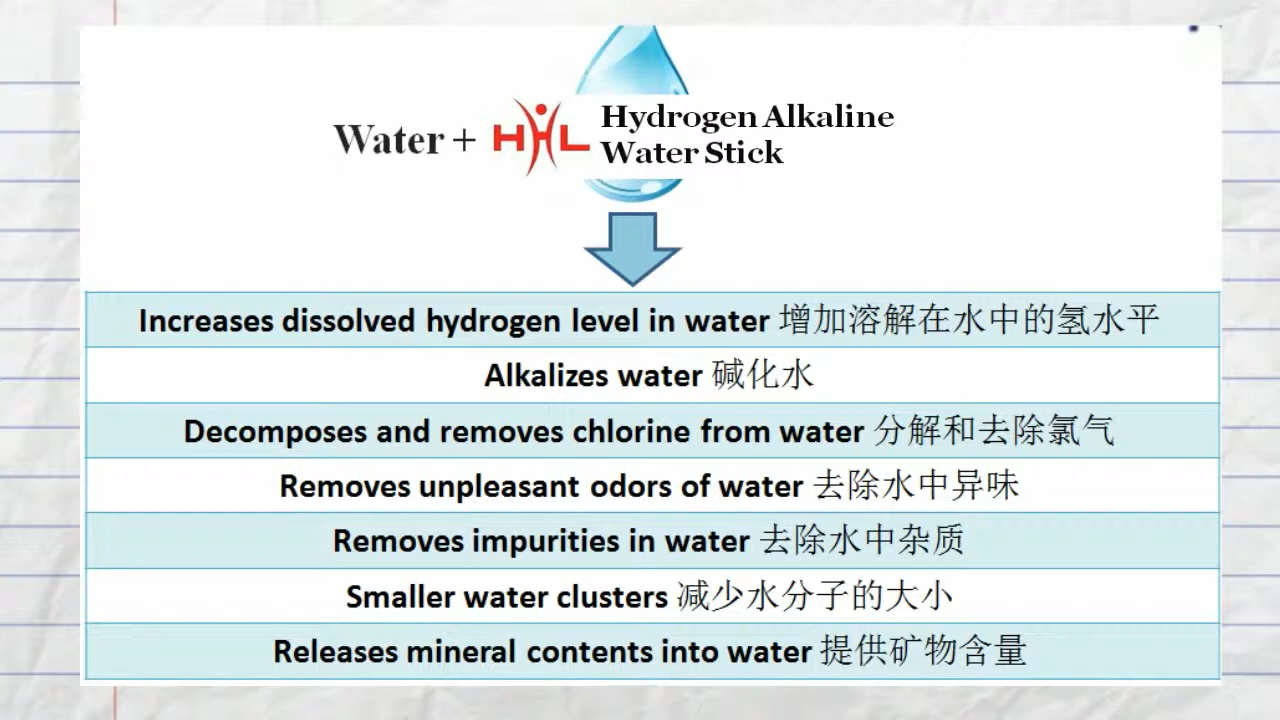 Water + HHL Hydrogen Alkaline
Water Stick
Increases dissolved hydrogen level in water 增加溶解在水中的氢水平
Alkalizes water 碱化水
Decomposes and removes chlorine from water 分解和去除氯气
Removes unpleasant odors of water 去除水中异味
Removes impurities in water 去除水中杂质
Smaller water clusters 减少水分子的大小
Releases mineral contents into water 提供矿物含量